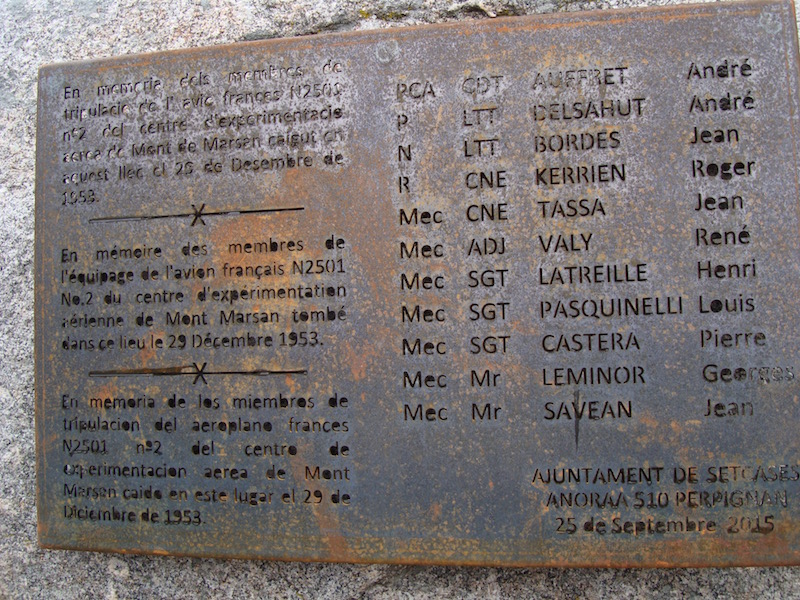 En memoria dels membres de
tripulacio de l' avio frances N2501
nº2 del centre d'experimentacio
aerea de Mont de Marsan caigut en
aquest lloc el 29 de Desembre de
1953.
En mémoire des membres de
l'équipage de l'avion français N2501
No.2 du centre d'expérimentation
aérienne de Mont Marsan tombé
dans ce lieu le 29 Décembre 1953.
En memoria de los miembros de
tripulacion del aeroplano frances
N2501 nº2 del centro de
experimentacion aerea de Mont
Marsan caido en este lugar el 29 de
Diciembre de 1953.
PCA CDT AUFFRET André
P LTT DELSAHUT André
N LTT BORDES Jean
R CNE KERRIEN Roger
Mec CNE TASSA Jean
Mec ADJ VALY René
Mec SGT LATREILLE Henri
Mec SGT PASQUINELLI Louis
Mec SGT CASTERA Pierre
Mec Mr LEMINOR Georges
Mec Mr SAVEAN Jean
AJUNTAMENT DE SETCASES
ANORAA 510 PERPIGNAN
25 de Septembre 2015